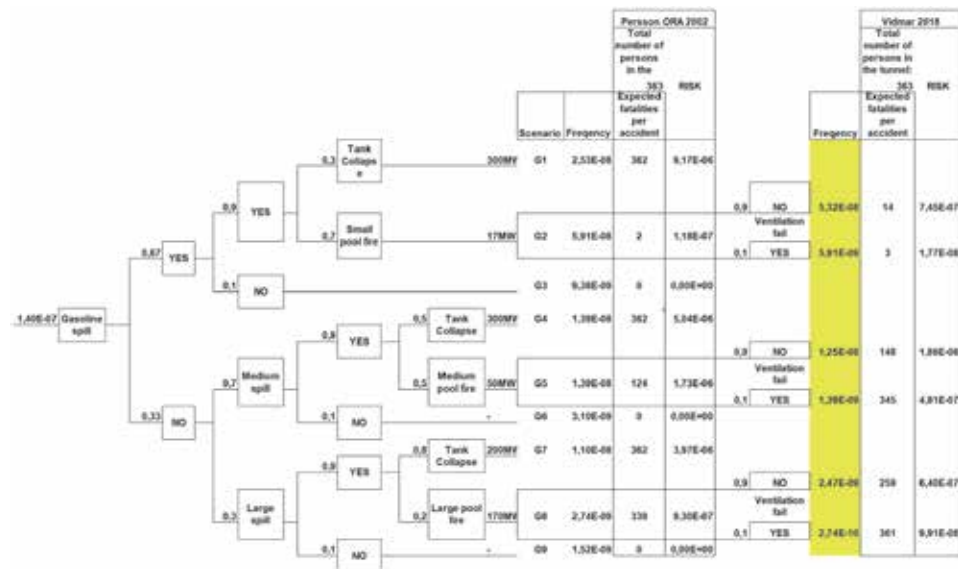 Persson QRA 2002
Vidmar 2018
Total number of persons in the
363
RISK
Total number of persons in the tunnel:
363
RISK
Scenario
Freqency
Expected fatalities per accident
Freqency
Expected fatalities per accident
0,3
Tank
Collaps
e
300MV
G1
2,53E-08
362
9,17E-06
0,9
YES
0,9
NO
5,32E-08
14
7,45E-07
Ventilation fail
0,7
Small
pool fire
17MW
G2
5,91E-08
2
1,18E-07
0,1
YES
5,91E-09
3
1,77E-08
0,67
YES
0,1
NO
G3
9,38E-09
0
0,00E+00
1,40E-07
Gasoline
spill
0,5
Tank
Collapse
300MV
G4
1,39E-08
362
5,04E-06
0,9
YES
0,9
NO
1,25E-08
148
1,86E-06
Ventilation fail
0,7
Medium
spill
0,5
Medium
pool fire
50MW
G5
1,39E-08
124
1,73E-06
0,1
YES
1,39E-09
345
4,81E-07
0,33
NO
0,1
NO
-
G6
3,10E-09
0
0,00E+00
0,8
Tank
Collapse
200MV
G7
1,10E-08
362
3,97E-06
0,9
YES
0,9
NO
2,47E-09
259
6,40E-07
Ventilation fail
0,3
Large
spill
0,2
Large pool
fire
170MV
G8
2,74E-09
339
9,30E-07
0,1
YES
2,74E-10
361
9,91E-08
0,1
NO
-
G9
1,52E-09
0
0,00E+00